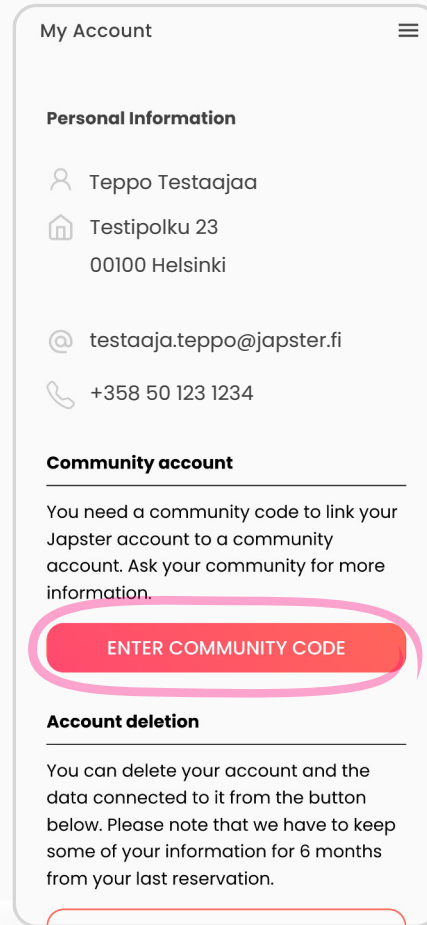 My Account
Personal Information
Teppo Testaajaa
Testipolku 23
00100 Helsinki
testaaja.teppo@japster.fi
+358 50 123 1234
Community account
You need a community code to link your
Japster account to a community
account. Ask your community for more
information.
ENTER COMMUNITY CODE
Account deletion
You can delete your account and the
data connected to it from the button
below. Please note that we have to keep
some of your information for 6 months
from your last reservation.